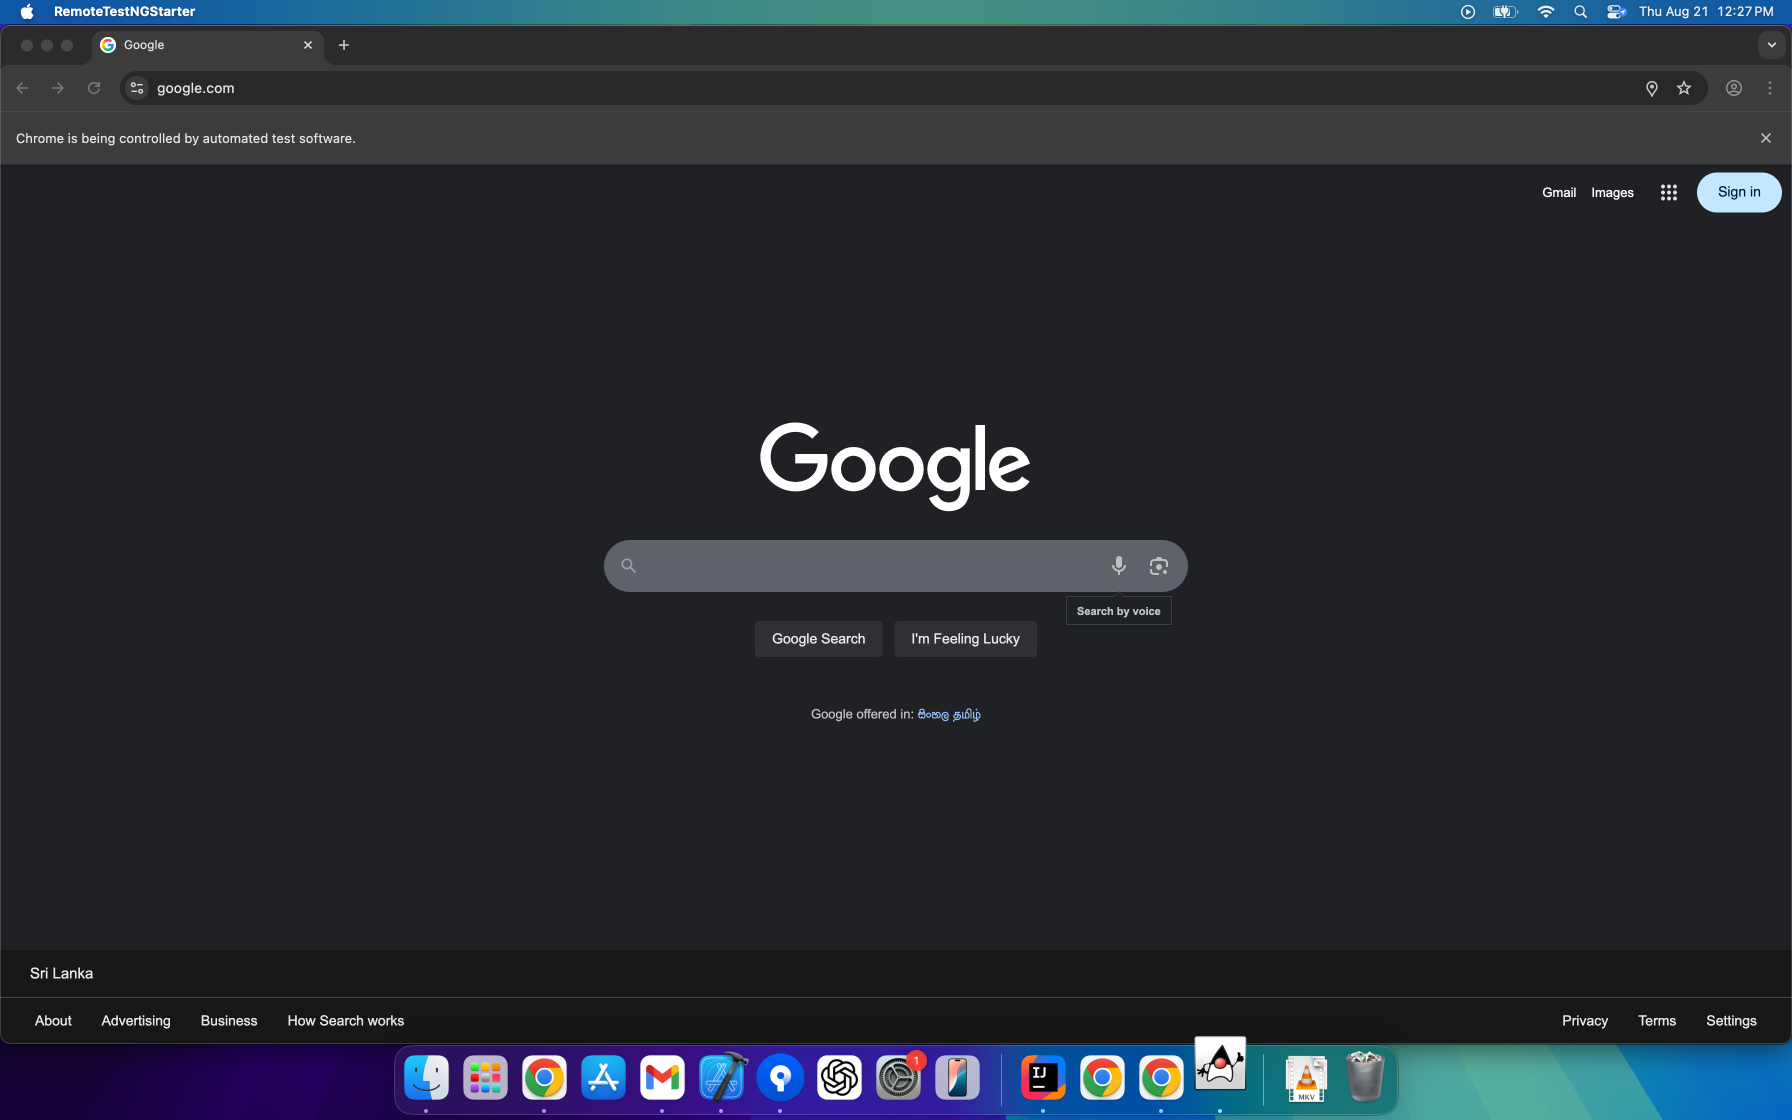 RemoteTestNGStarter
Thu Aug 21 12:27 PM
Google
google.com
Chrome is being controlled by automated test software.
Gmail Images Sign in
Google
Search by voice
Google Search I'm Feeling Lucky
Google offered in: සිංහල தமிழ்
Sri Lanka
About Advertising Business How Search works Privacy Terms Settings
1
IJ
MKV